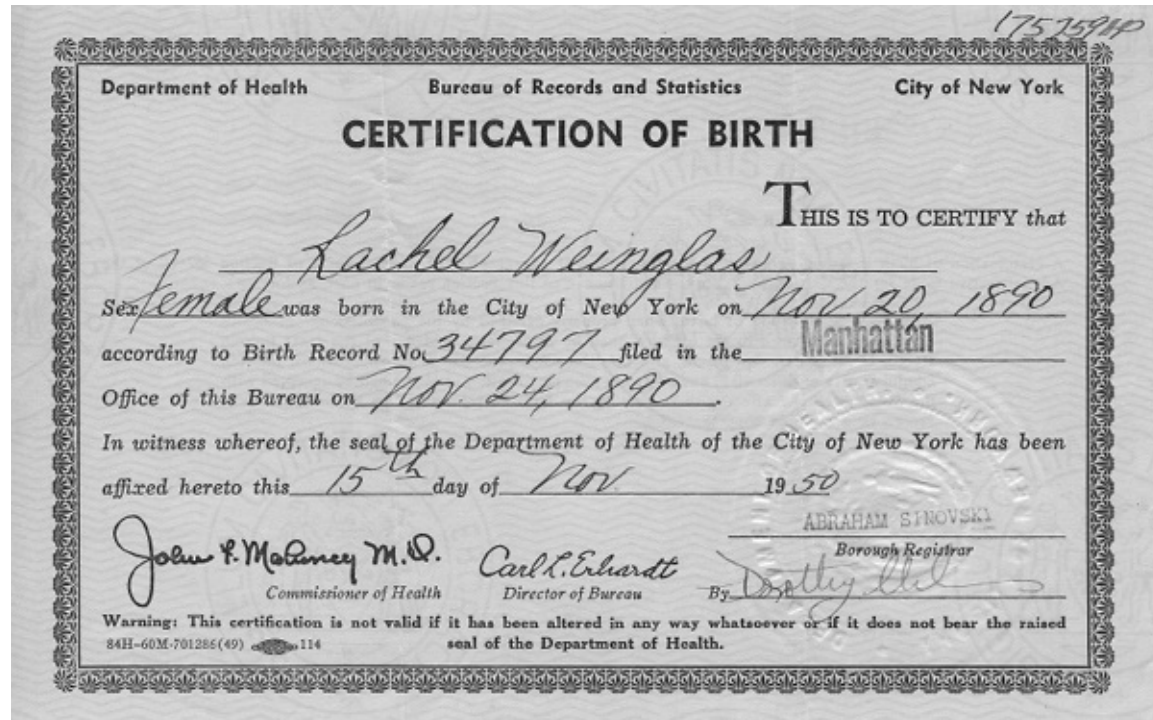 Department of Health Bureau of Records and Statistics City of New York
CERTIFICATION OF BIRTH
THIS IS TO CERTIFY that
Rachel Weinglas
Sex Female was born in the City of New York on Nov 20, 1890
according to Birth Record No. 34797 filed in the Manhattan
Office of this Bureau on Nov. 24, 1890.
In witness whereof, the seal of the Department of Health of the City of New York has been
affixed hereto this 15th day of Nov 1950
ABRAHAM SINOVSKI
Borough Registrar
John F. Mahoney M.D. Carl L. Erhardt By Dorothy
Commissioner of Health Director of Bureau
Warning: This certification is not valid if it has been altered in any way whatsoever or if it does not bear the raised
84H-60M-701286(49) 114 seal of the Department of Health.